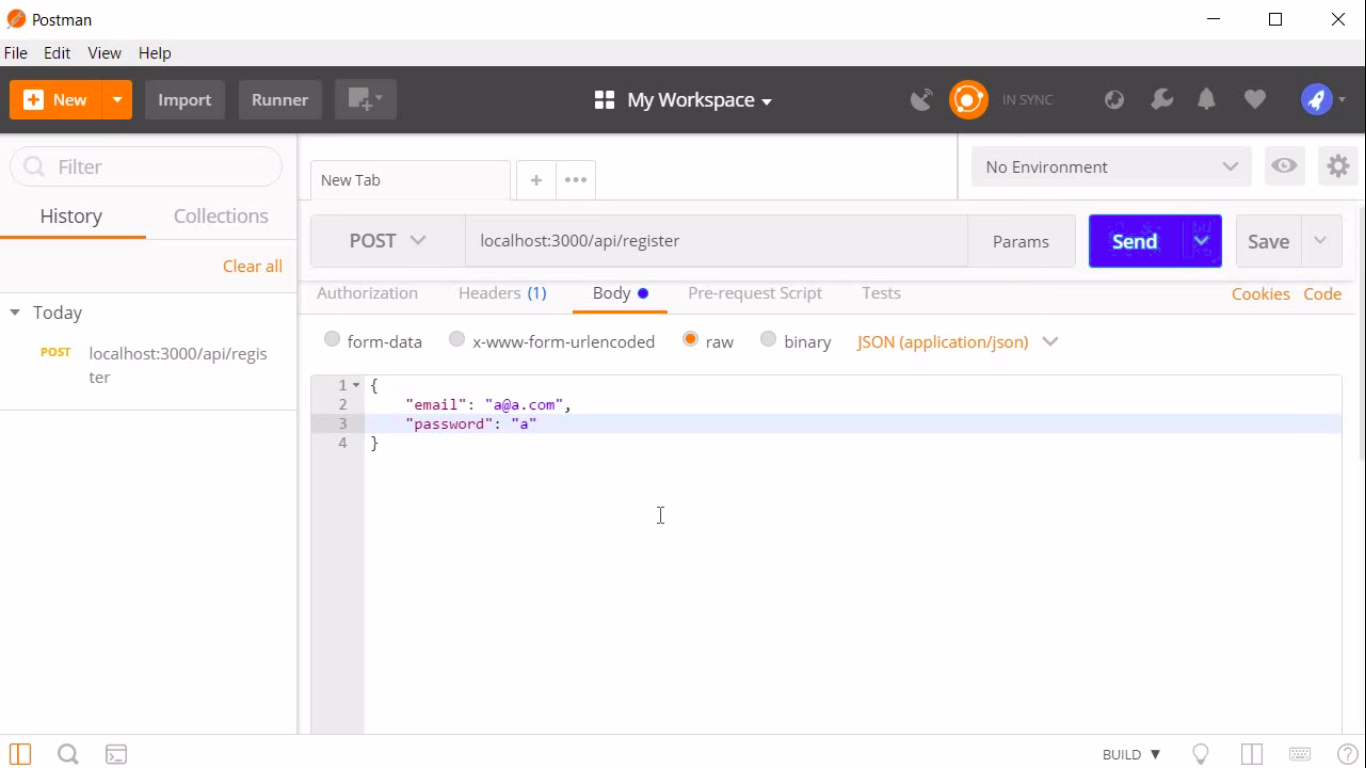 Postman
File Edit View Help
New Import Runner My Workspace IN SYNC
Filter
History Collections
Clear all
Today
POST localhost:3000/api/regis
ter
New Tab + •••
No Environment
POST localhost:3000/api/register Params Send Save
Authorization Headers (1) Body Pre-request Script Tests Cookies Code
form-data x-www-form-urlencoded raw binary JSON (application/json)
1 {
2 "email": "a@a.com",
3 "password": "a"
4 }
BUILD